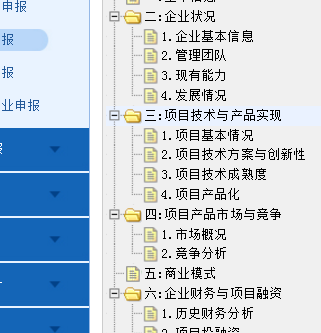 申报
报
报
业申报
二:企业状况
1.企业基本信息
2.管理团队
3.现有能力
4.发展情况
三:项目技术与产品实现
1.项目基本情况
2.项目技术方案与创新性
3.项目技术成熟度
4.项目产品化
四:项目产品市场与竞争
1.市场概况
2.竞争分析
五:商业模式
六:企业财务与项目融资
1.历史财务分析